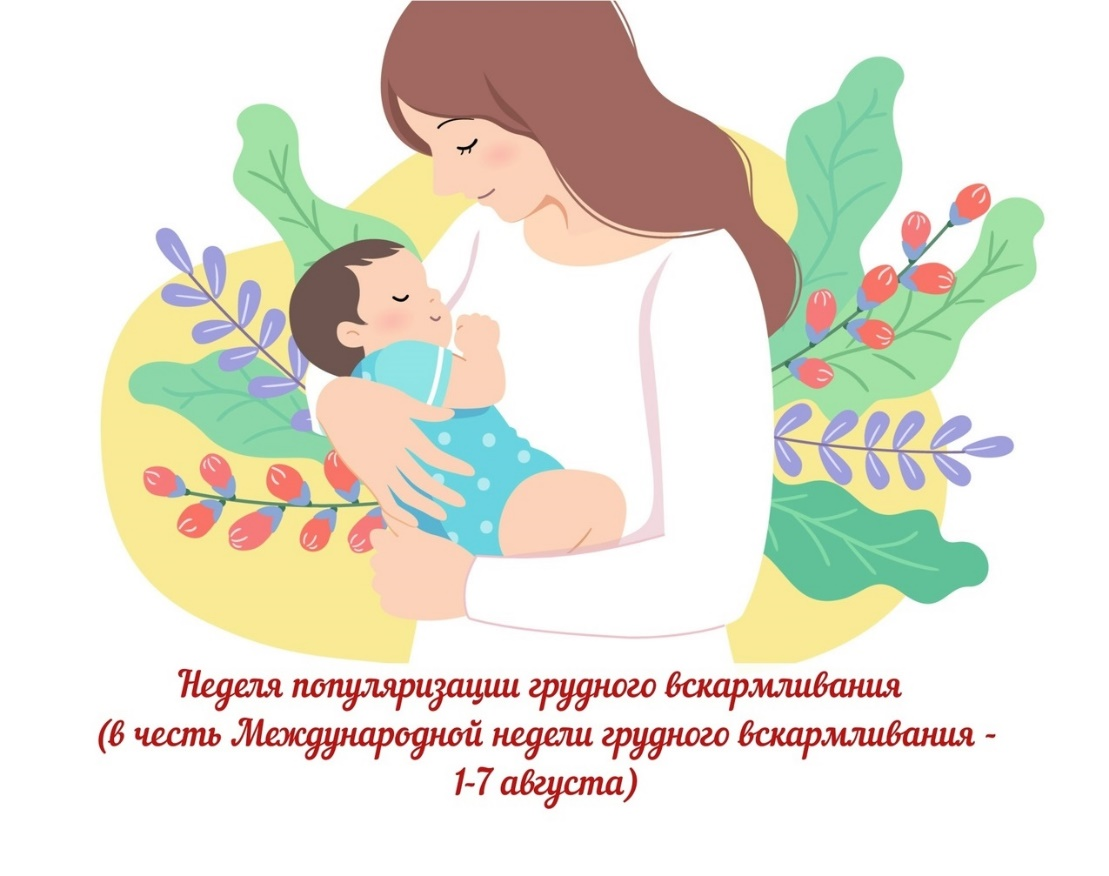 Неделя популяризации грудного вскармливания
(в честь Международной недели грудного вскармливания -
1-7 августа)